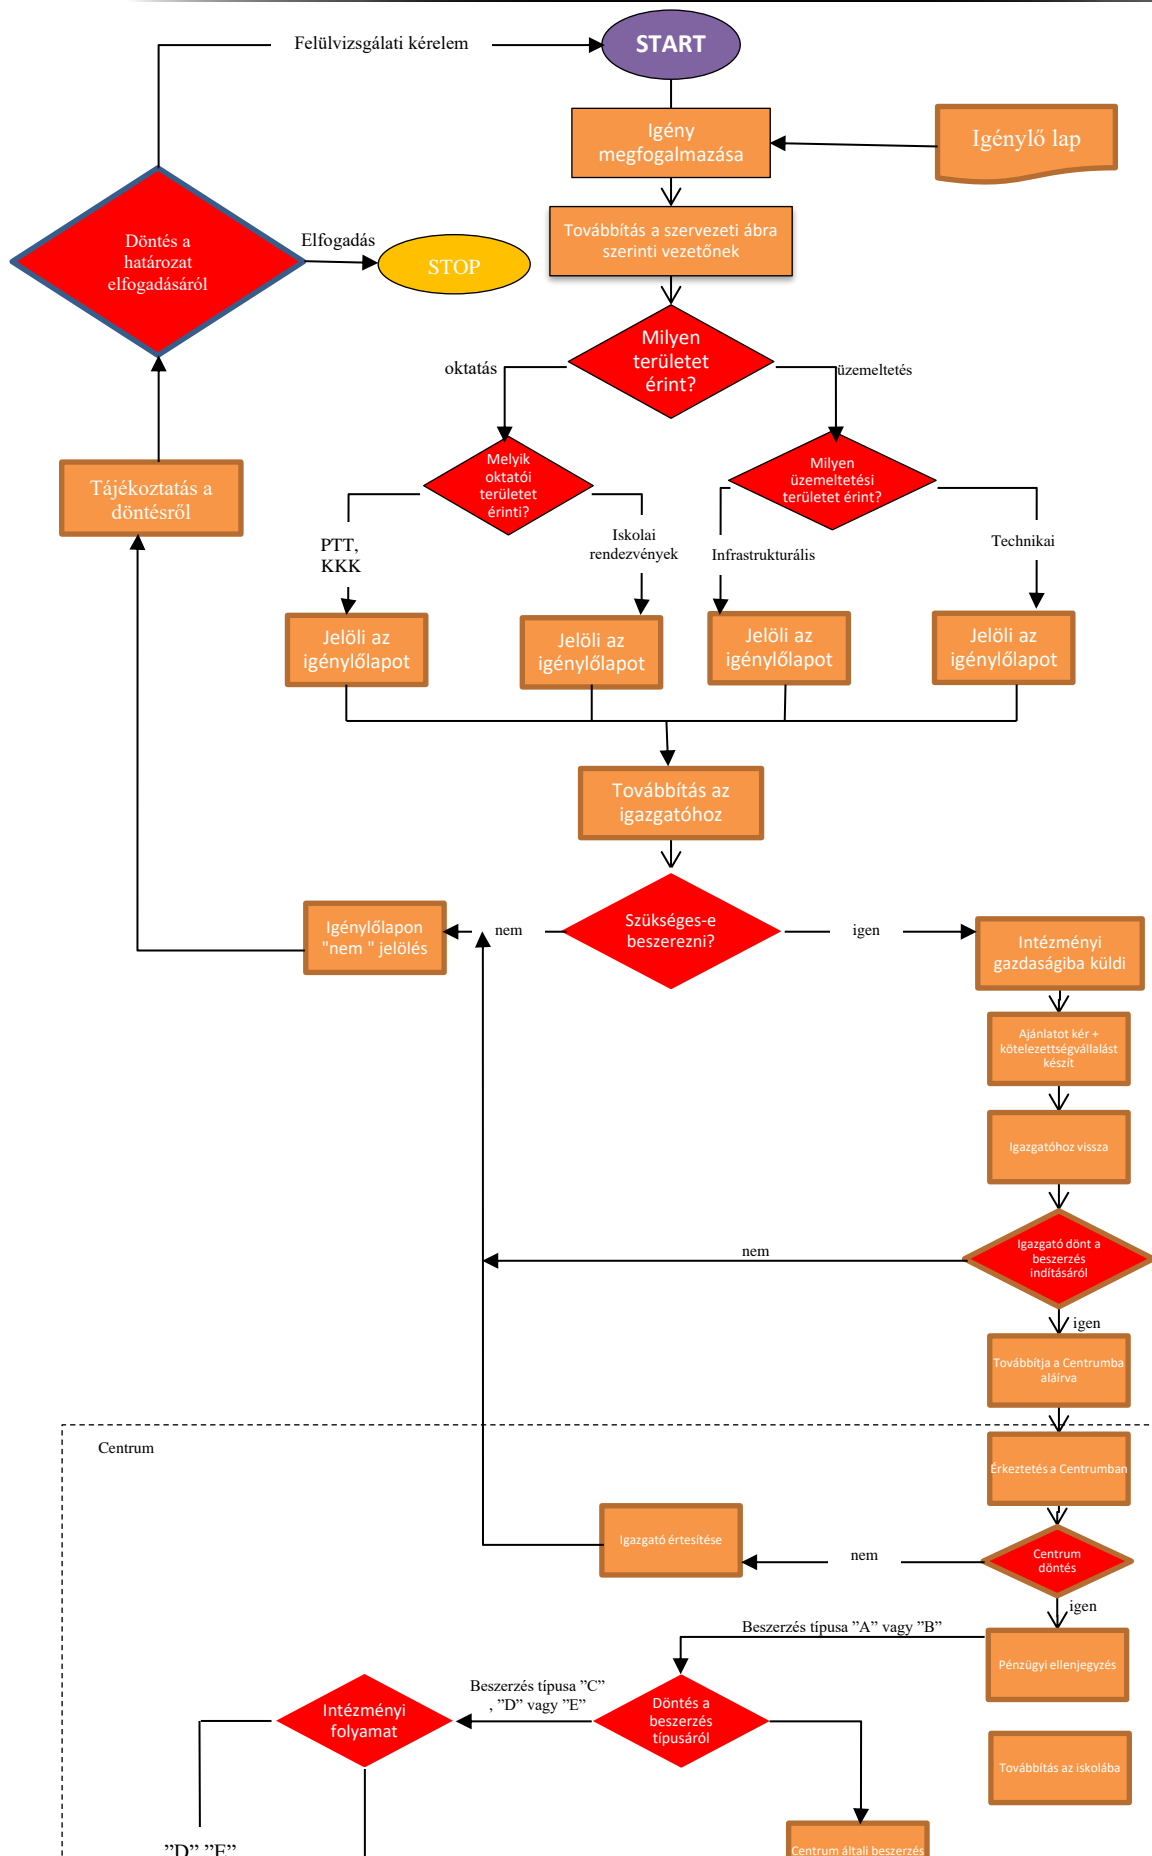 Felülvizsgálati kérelem
START
Igény
megfogalmazása
Igénylő lap
Továbbítás a szervezeti ábra
szerinti vezetőnek
Döntés a
határozat
elfogadásáról
Elfogadás
STOP
Milyen
területet
érint?
oktatás
üzemeltetés
Melyik
oktatói
területet
érinti?
Milyen
üzemeltetési
területet érint?
Tájékoztatás a
döntésről
PTT,
KKK
Iskolai
rendezvények
Infrastrukturális
Technikai
Jelöli az
igénylőlapot
Jelöli az
igénylőlapot
Jelöli az
igénylőlapot
Jelöli az
igénylőlapot
Továbbítás az
igazgatóhoz
Igénylőlapon
"nem " jelölés
nem
Szükséges-e
beszerezni?
igen
Intézményi
gazdaságiba küldi
Ajánlatot kér +
kötelezettségvállalást
készít
Igazgatóhoz vissza
nem
Igazgató dönt a
beszerzés
indításáról
igen
Továbbítja a Centrumba
aláírva
Centrum
Érkeztetés a Centrumban
Igazgató értesítése
nem
Centrum
döntés
igen
Beszerzés típusa ”A” vagy ”B”
Pénzügyi ellenjegyzés
Intézményi
folyamat
Beszerzés típusa ”C”
, ”D” vagy ”E”
Döntés a
beszerzés
típusáról
Továbbítás az iskolába
”D” ”E”
Centrum általi beszerzés